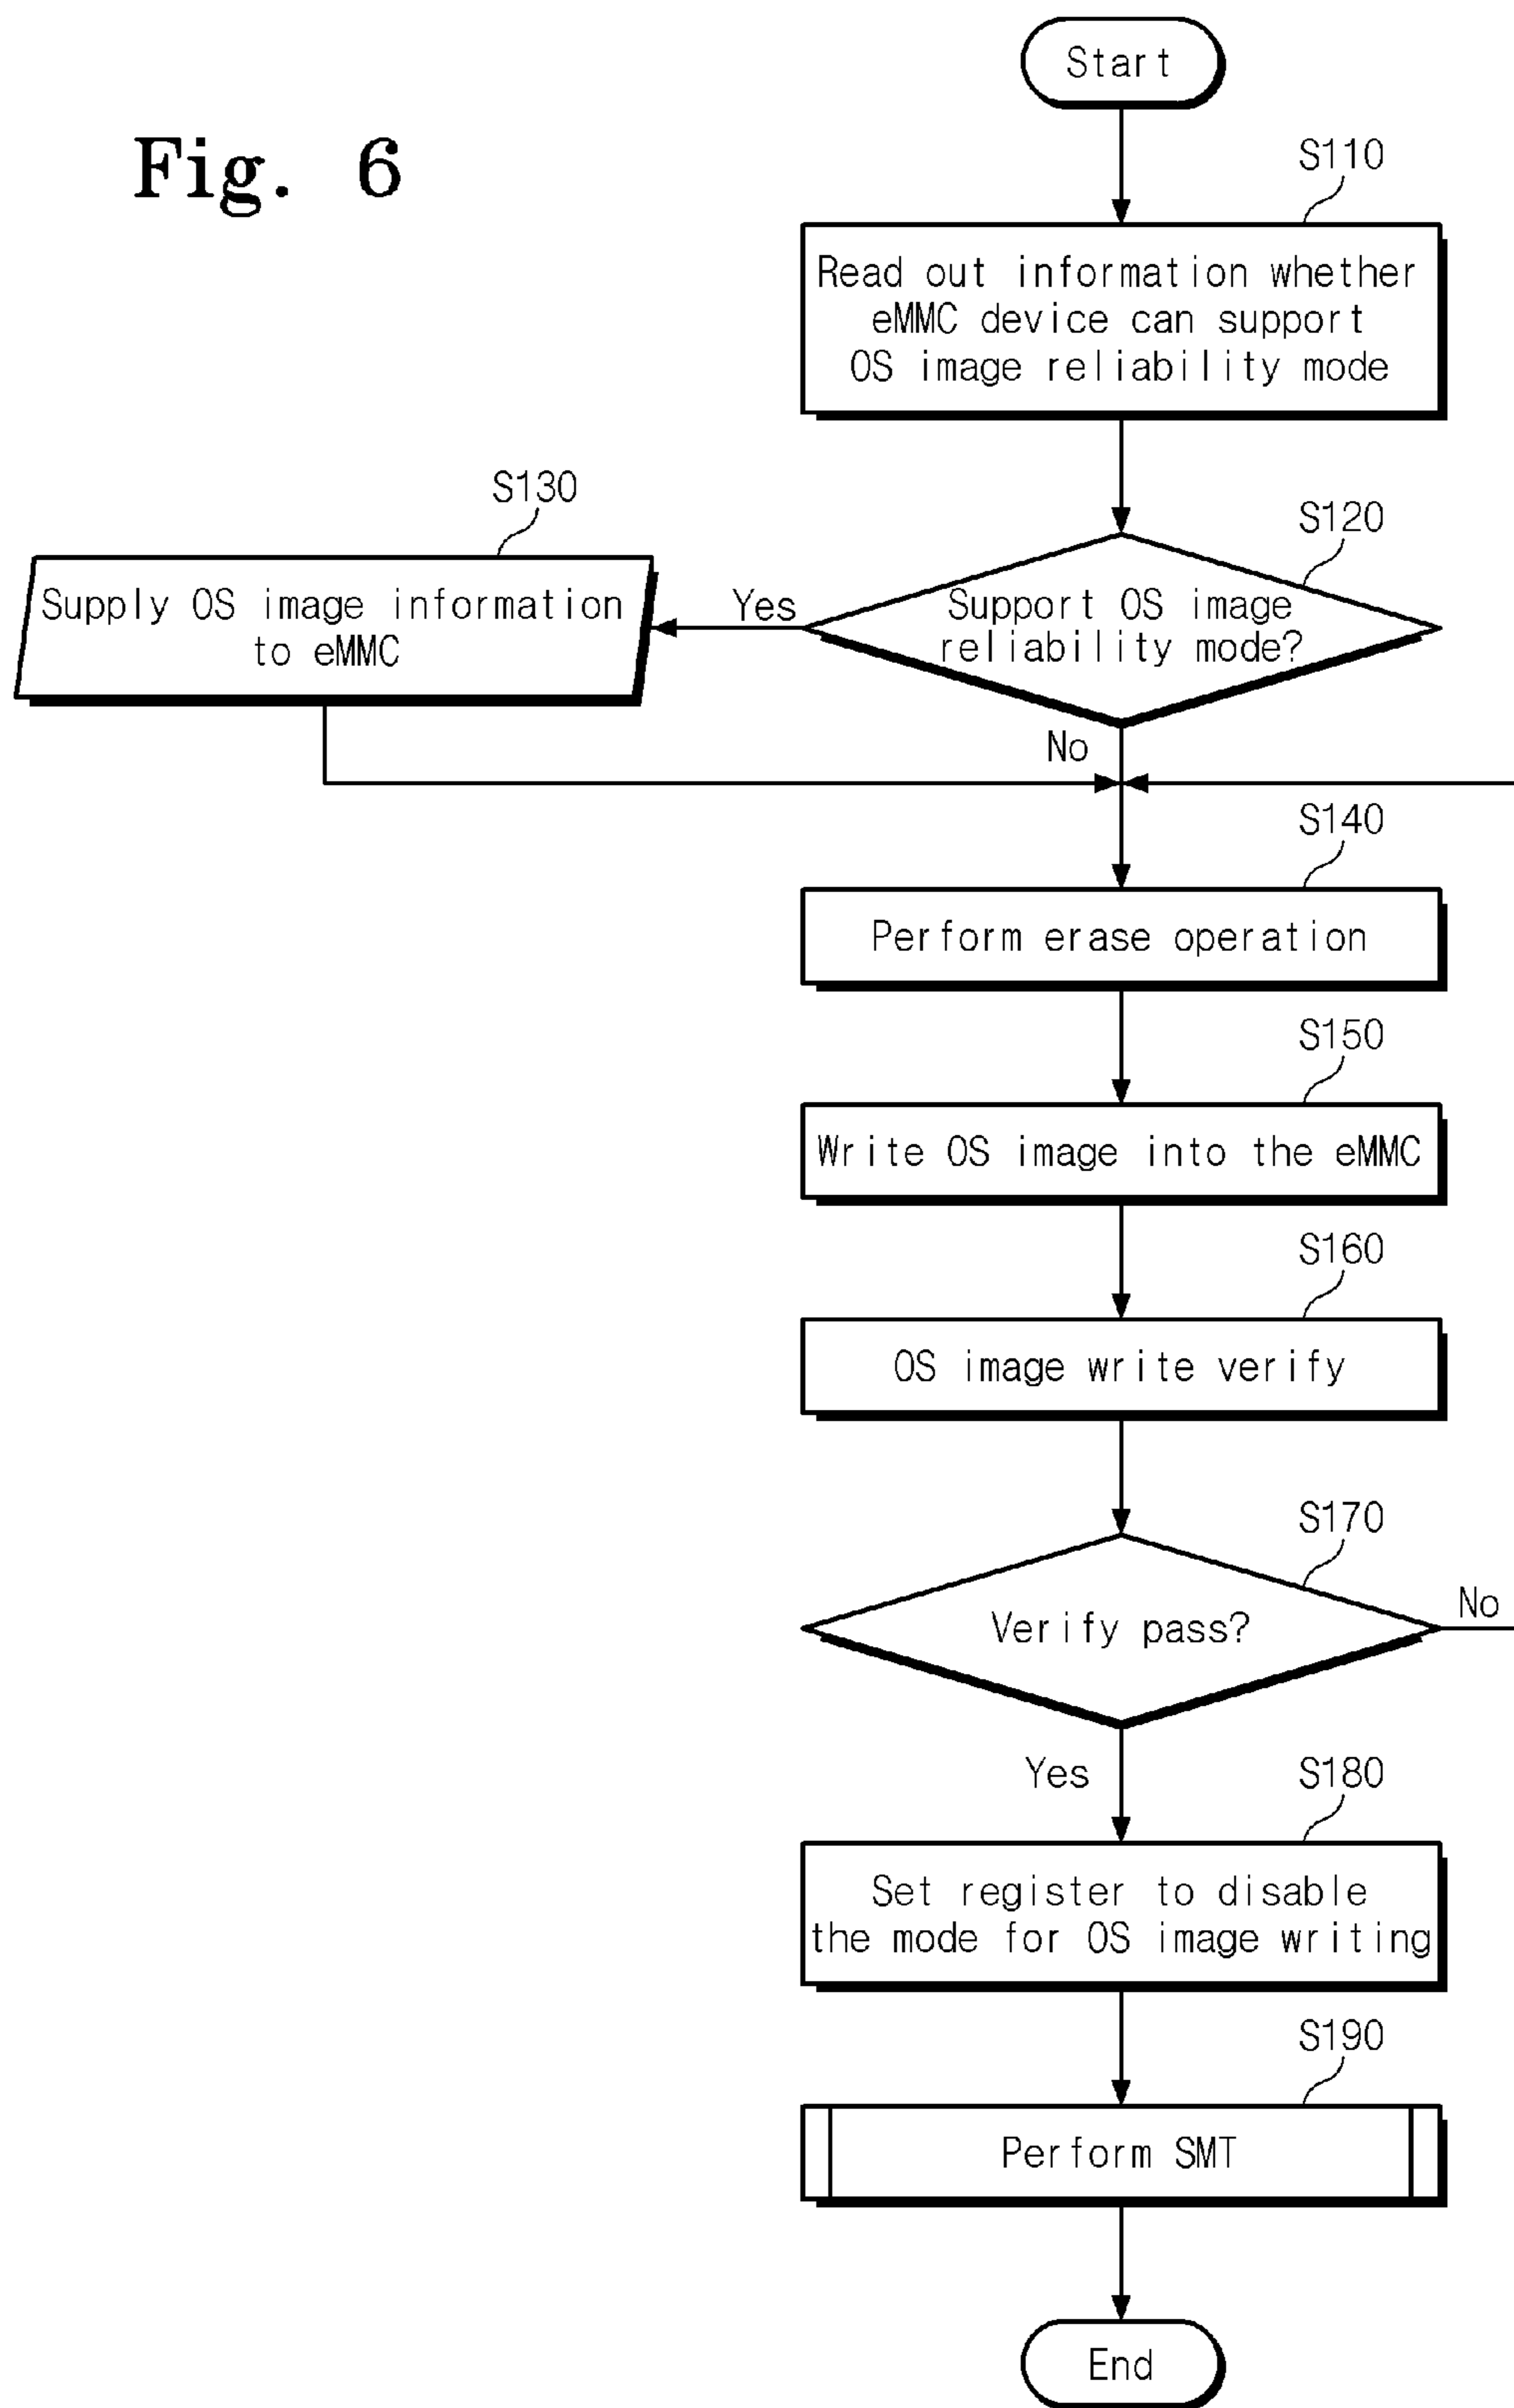 Fig. 6
Start
S110
Read out information whether
eMMC device can support
OS image reliability mode
S130
Supply OS image information
to eMMC
S120
Support OS image
reliability mode?
Yes
No
S140
Perform erase operation
S150
Write OS image into the eMMC
S160
OS image write verify
S170
Verify pass?
No
Yes
S180
Set register to disable
the mode for OS image writing
S190
Perform SMT
End